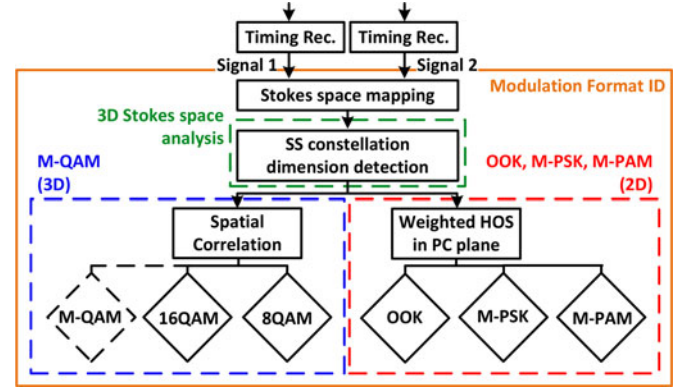 Timing Rec. Timing Rec.
Signal 1 Signal 2
Stokes space mapping
Modulation Format ID
3D Stokes space
analysis
SS constellation
dimension detection
M-QAM
(3D)
OOK, M-PSK, M-PAM
(2D)
Spatial
Correlation
Weighted HOS
in PC plane
M-QAM 16QAM 8QAM
OOK M-PSK M-PAM